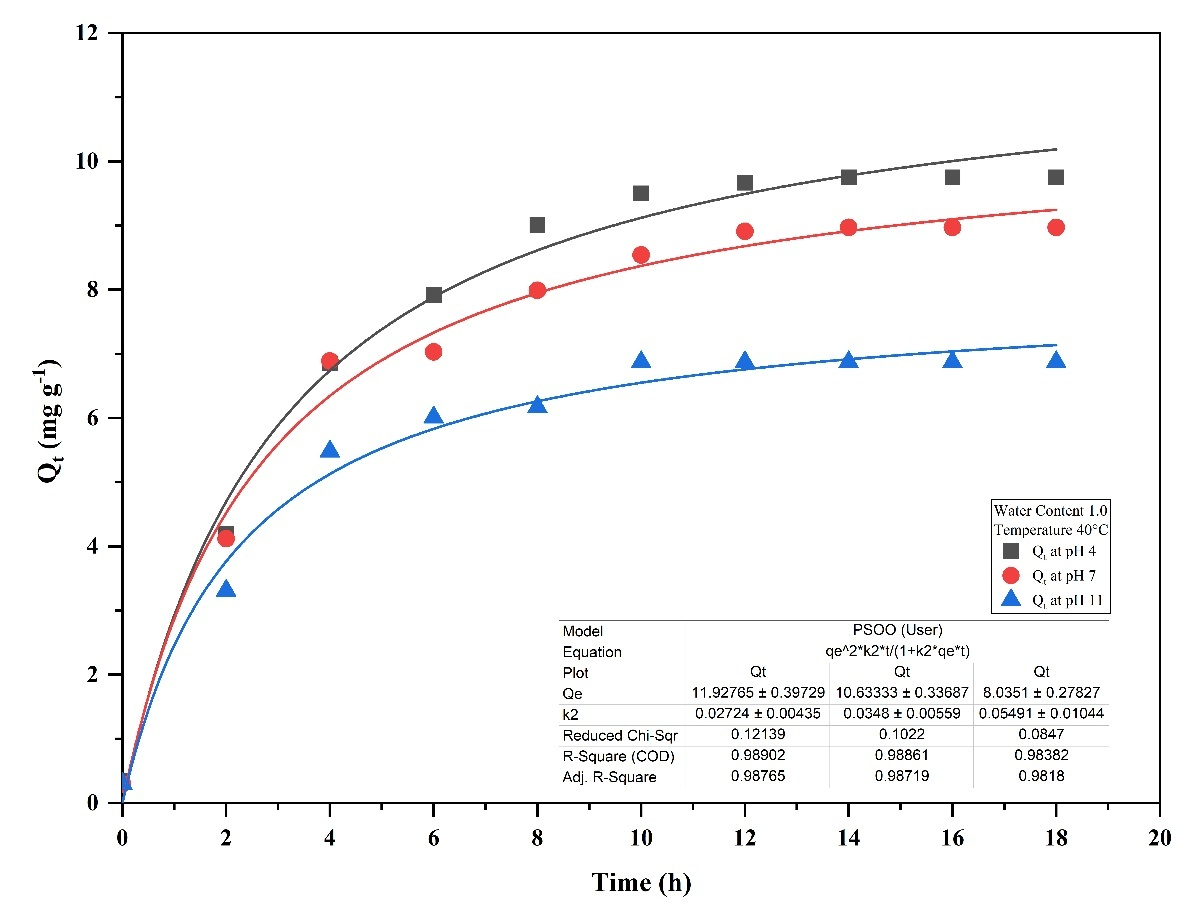 12
10
8
6
4
2
0
Q_t (mg g^-1)
0 2 4 6 8 10 12 14 16 18 20
Time (h)
Water Content 1.0
Temperature 40°C
Q_t at pH 4
Q_t at pH 7
Q_t at pH 11
Model PSOO (User)
Equation qe^2*k2*t/(1+k2*qe*t)
Plot Qt Qt Qt
Qe 11.92765 ± 0.39729 10.63333 ± 0.33687 8.0351 ± 0.27827
k2 0.02724 ± 0.00435 0.0348 ± 0.00559 0.05491 ± 0.01044
Reduced Chi-Sqr 0.12139 0.1022 0.0847
R-Square (COD) 0.98902 0.98861 0.98382
Adj. R-Square 0.98765 0.98719 0.9818